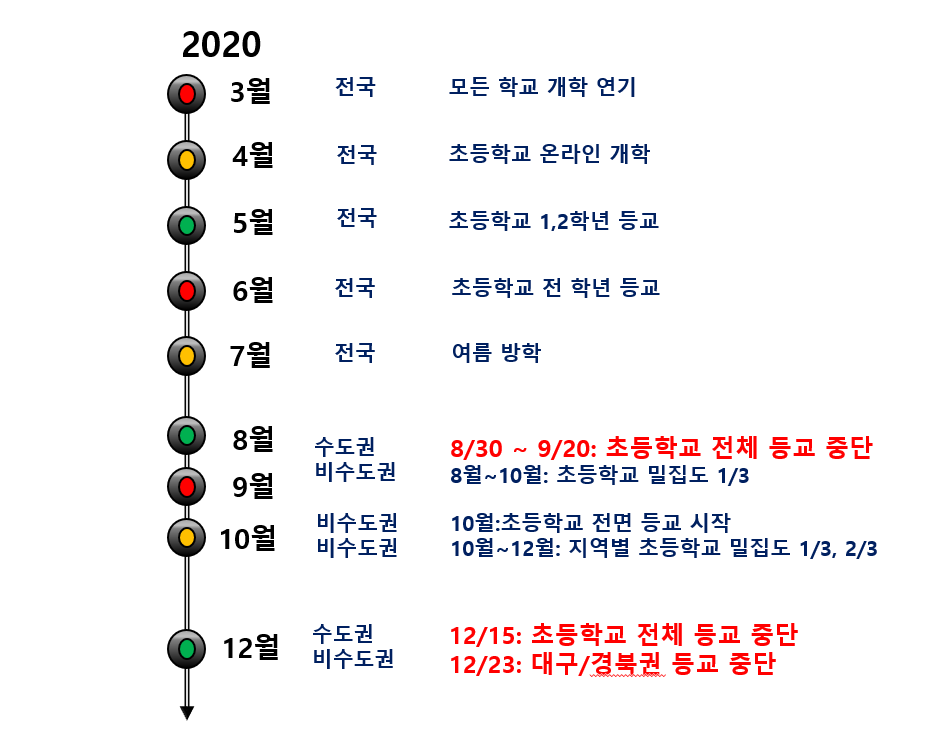 2020
3월 전국 모든 학교 개학 연기
4월 전국 초등학교 온라인 개학
5월 전국 초등학교 1,2학년 등교
6월 전국 초등학교 전 학년 등교
7월 전국 여름 방학
8월 수도권 8/30 ~ 9/20: 초등학교 전체 등교 중단
비수도권 8월~10월: 초등학교 밀집도 1/3
9월
10월 비수도권 10월:초등학교 전면 등교 시작
비수도권 10월~12월: 지역별 초등학교 밀집도 1/3, 2/3
12월 수도권 12/15: 초등학교 전체 등교 중단
비수도권 12/23: 대구/경북권 등교 중단